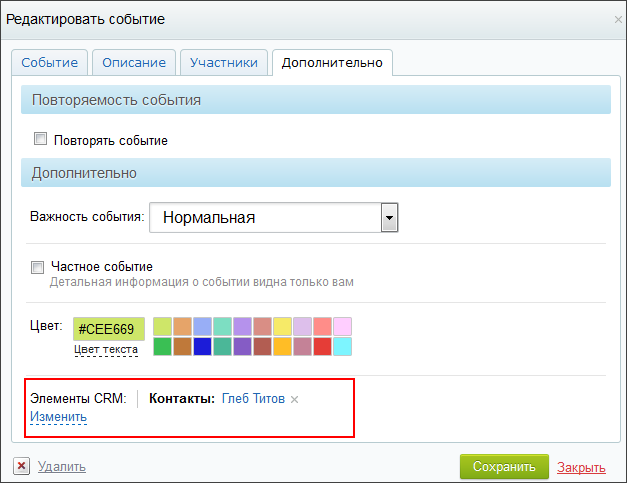 Редактировать событие
Событие Описание Участники Дополнительно
Повторяемость события
Повторять событие
Дополнительно
Важность события: Нормальная
Частное событие
Детальная информация о событии видна только вам
Цвет: #CEE669
Цвет текста
Элементы CRM: Контакты: Глеб Титов
Изменить
Удалить Сохранить Закрыть